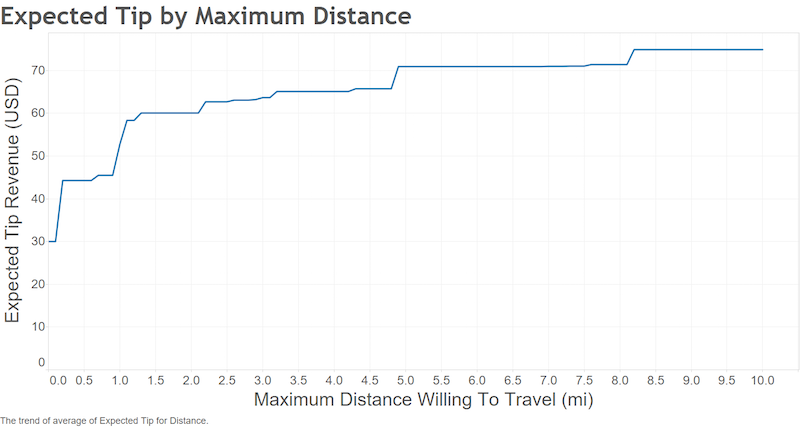 Expected Tip by Maximum Distance
Expected Tip Revenue (USD)
70
60
50
40
30
20
10
0
0.0 0.5 1.0 1.5 2.0 2.5 3.0 3.5 4.0 4.5 5.0 5.5 6.0 6.5 7.0 7.5 8.0 8.5 9.0 9.5 10.0
Maximum Distance Willing To Travel (mi)
The trend of average of Expected Tip for Distance.